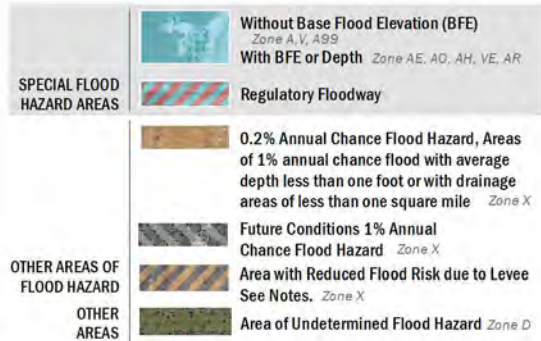 Without Base Flood Elevation (BFE)
Zone A,V, A99
With BFE or Depth Zone AE, AO, AH, VE, AR
SPECIAL FLOOD
HAZARD AREAS
Regulatory Floodway
0.2% Annual Chance Flood Hazard, Areas
of 1% annual chance flood with average
depth less than one foot or with drainage
areas of less than one square mile Zone X
Future Conditions 1% Annual
Chance Flood Hazard Zone X
OTHER AREAS OF
FLOOD HAZARD
Area with Reduced Flood Risk due to Levee
See Notes. Zone X
OTHER
AREAS
Area of Undetermined Flood Hazard Zone D